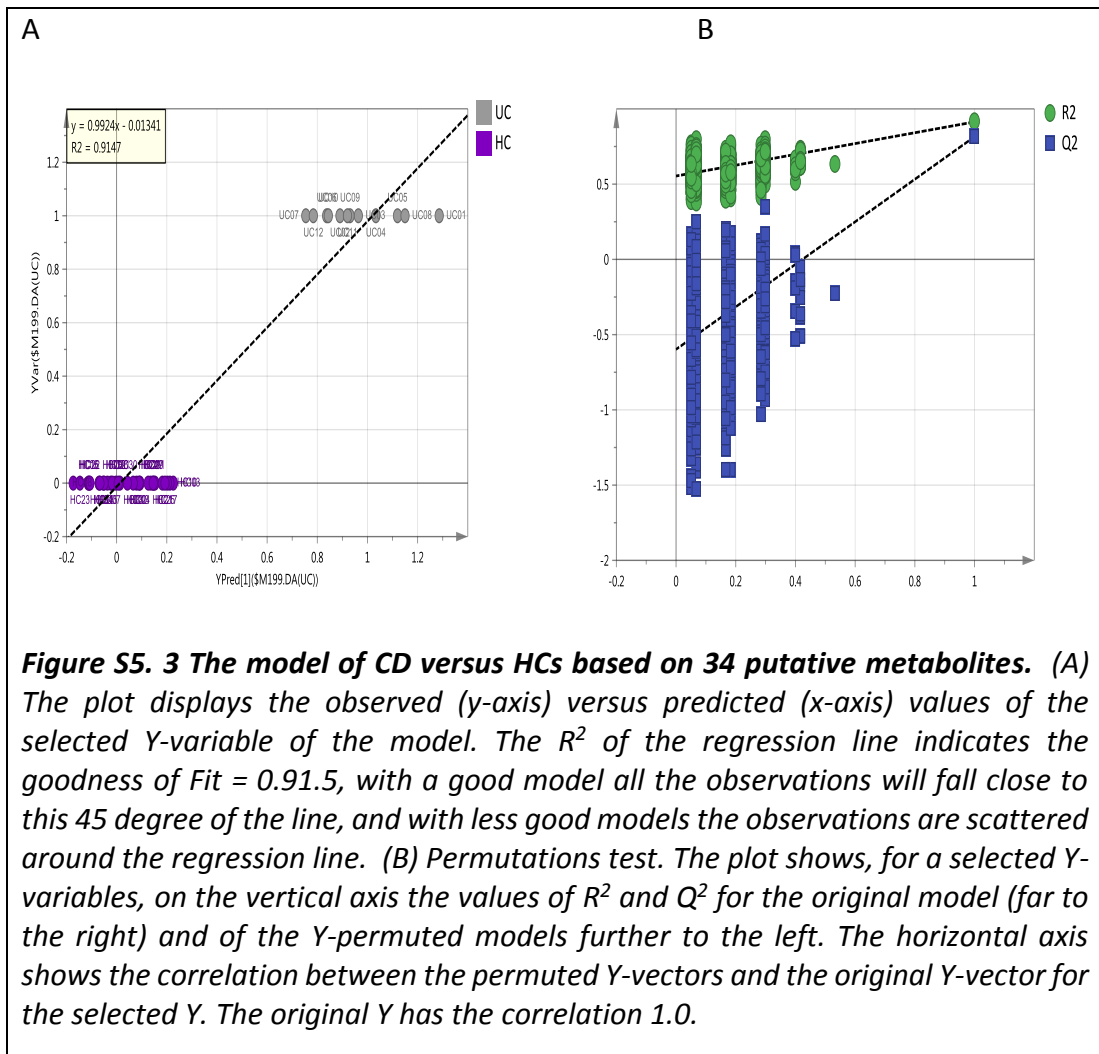 A
B
y = 0.9924x - 0.01341
R2 = 0.9147
UC
HC
R2
Q2
1.2
1
0.8
0.6
0.4
0.2
0
-0.2
YVar($M199.DA(UC))
UC09
UC05
UC07
UC08
UC01
UC12
UC04
HC23
-0.2
0
0.2
0.4
0.6
0.8
1
1.2
YPred[1]($M199.DA(UC))
0.5
0
-0.5
-1
-1.5
-2
-0.2
0
0.2
0.4
0.6
0.8
1
Figure S5. 3 The model of CD versus HCs based on 34 putative metabolites. (A)
The plot displays the observed (y-axis) versus predicted (x-axis) values of the
selected Y-variable of the model. The R² of the regression line indicates the
goodness of Fit = 0.91.5, with a good model all the observations will fall close to
this 45 degree of the line, and with less good models the observations are scattered
around the regression line. (B) Permutations test. The plot shows, for a selected Y-
variables, on the vertical axis the values of R² and Q² for the original model (far to
the right) and of the Y-permuted models further to the left. The horizontal axis
shows the correlation between the permuted Y-vectors and the original Y-vector for
the selected Y. The original Y has the correlation 1.0.